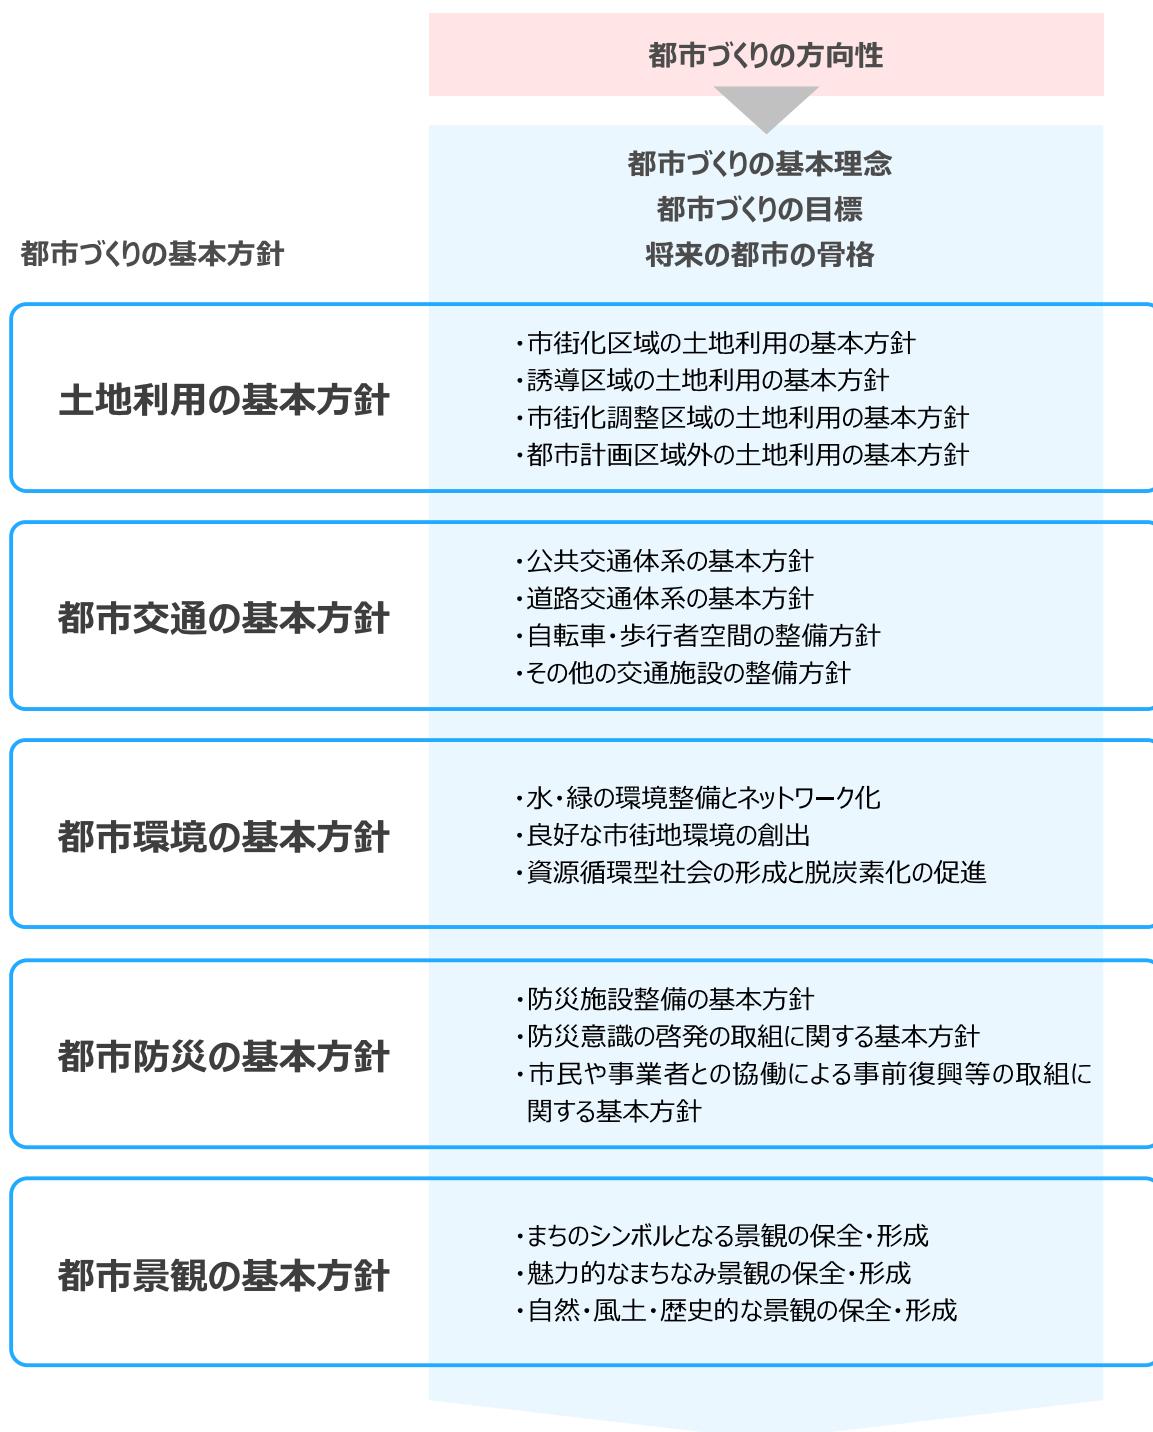 都市づくりの方向性
都市づくりの基本理念
都市づくりの目標
都市づくりの基本方針
将来の都市の骨格
土地利用の基本方針
・市街化区域の土地利用の基本方針
・誘導区域の土地利用の基本方針
・市街化調整区域の土地利用の基本方針
・都市計画区域外の土地利用の基本方針
都市交通の基本方針
・公共交通体系の基本方針
・道路交通体系の基本方針
・自転車・歩行者空間の整備方針
・その他の交通施設の整備方針
都市環境の基本方針
・水・緑の環境整備とネットワーク化
・良好な市街地環境の創出
・資源循環型社会の形成と脱炭素化の促進
都市防災の基本方針
・防災施設整備の基本方針
・防災意識の啓発の取組に関する基本方針
・市民や事業者との協働による事前復興等の取組に
関する基本方針
都市景観の基本方針
・まちのシンボルとなる景観の保全・形成
・魅力的なまちなみ景観の保全・形成
・自然・風土・歴史的な景観の保全・形成